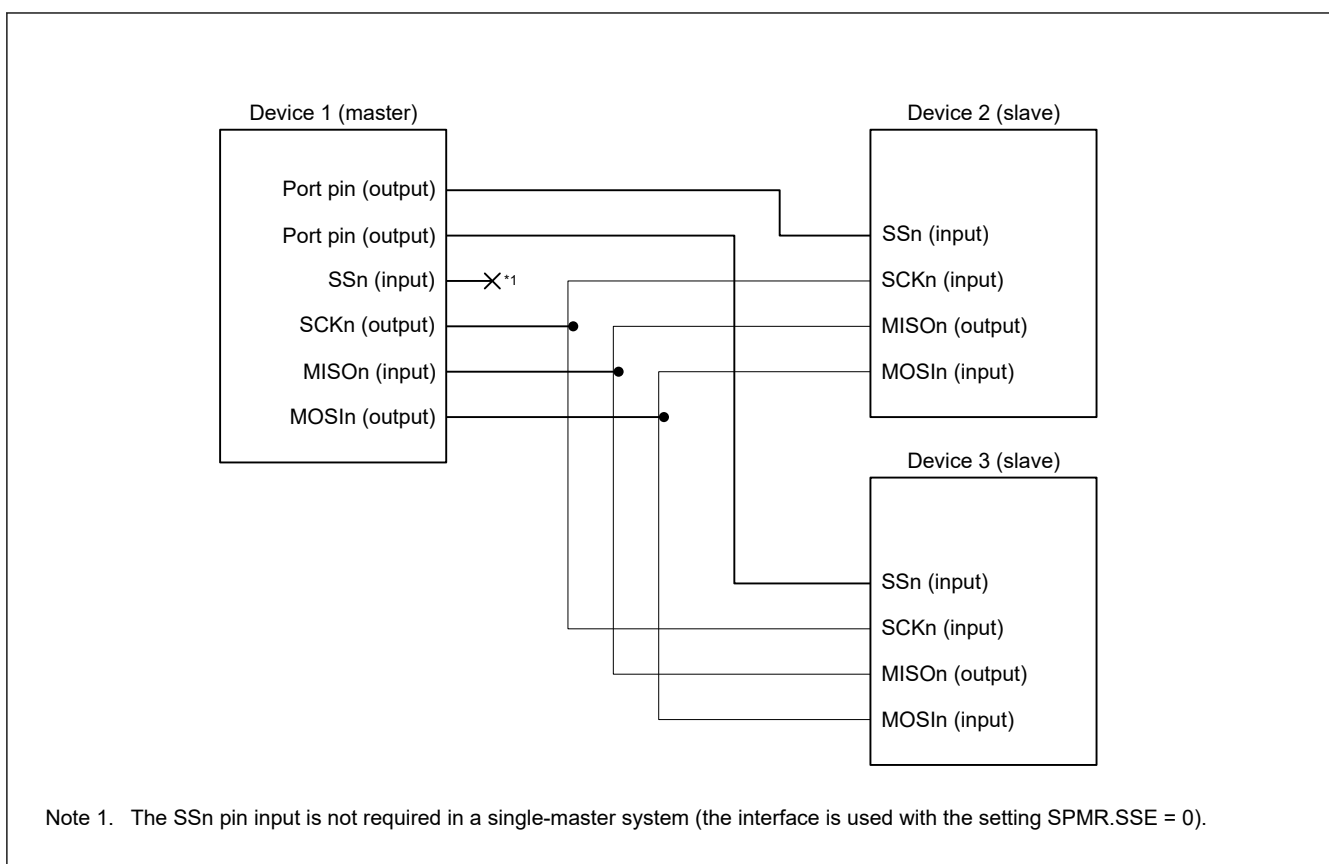 Device 1 (master)
Port pin (output)
Port pin (output)
SSn (input)
*1
SCKn (output)
MISOn (input)
MOSIn (output)
Device 2 (slave)
SSn (input)
SCKn (input)
MISOn (output)
MOSIn (input)
Device 3 (slave)
SSn (input)
SCKn (input)
MISOn (output)
MOSIn (input)
Note 1. The SSn pin input is not required in a single-master system (the interface is used with the setting SPMR.SSE = 0).